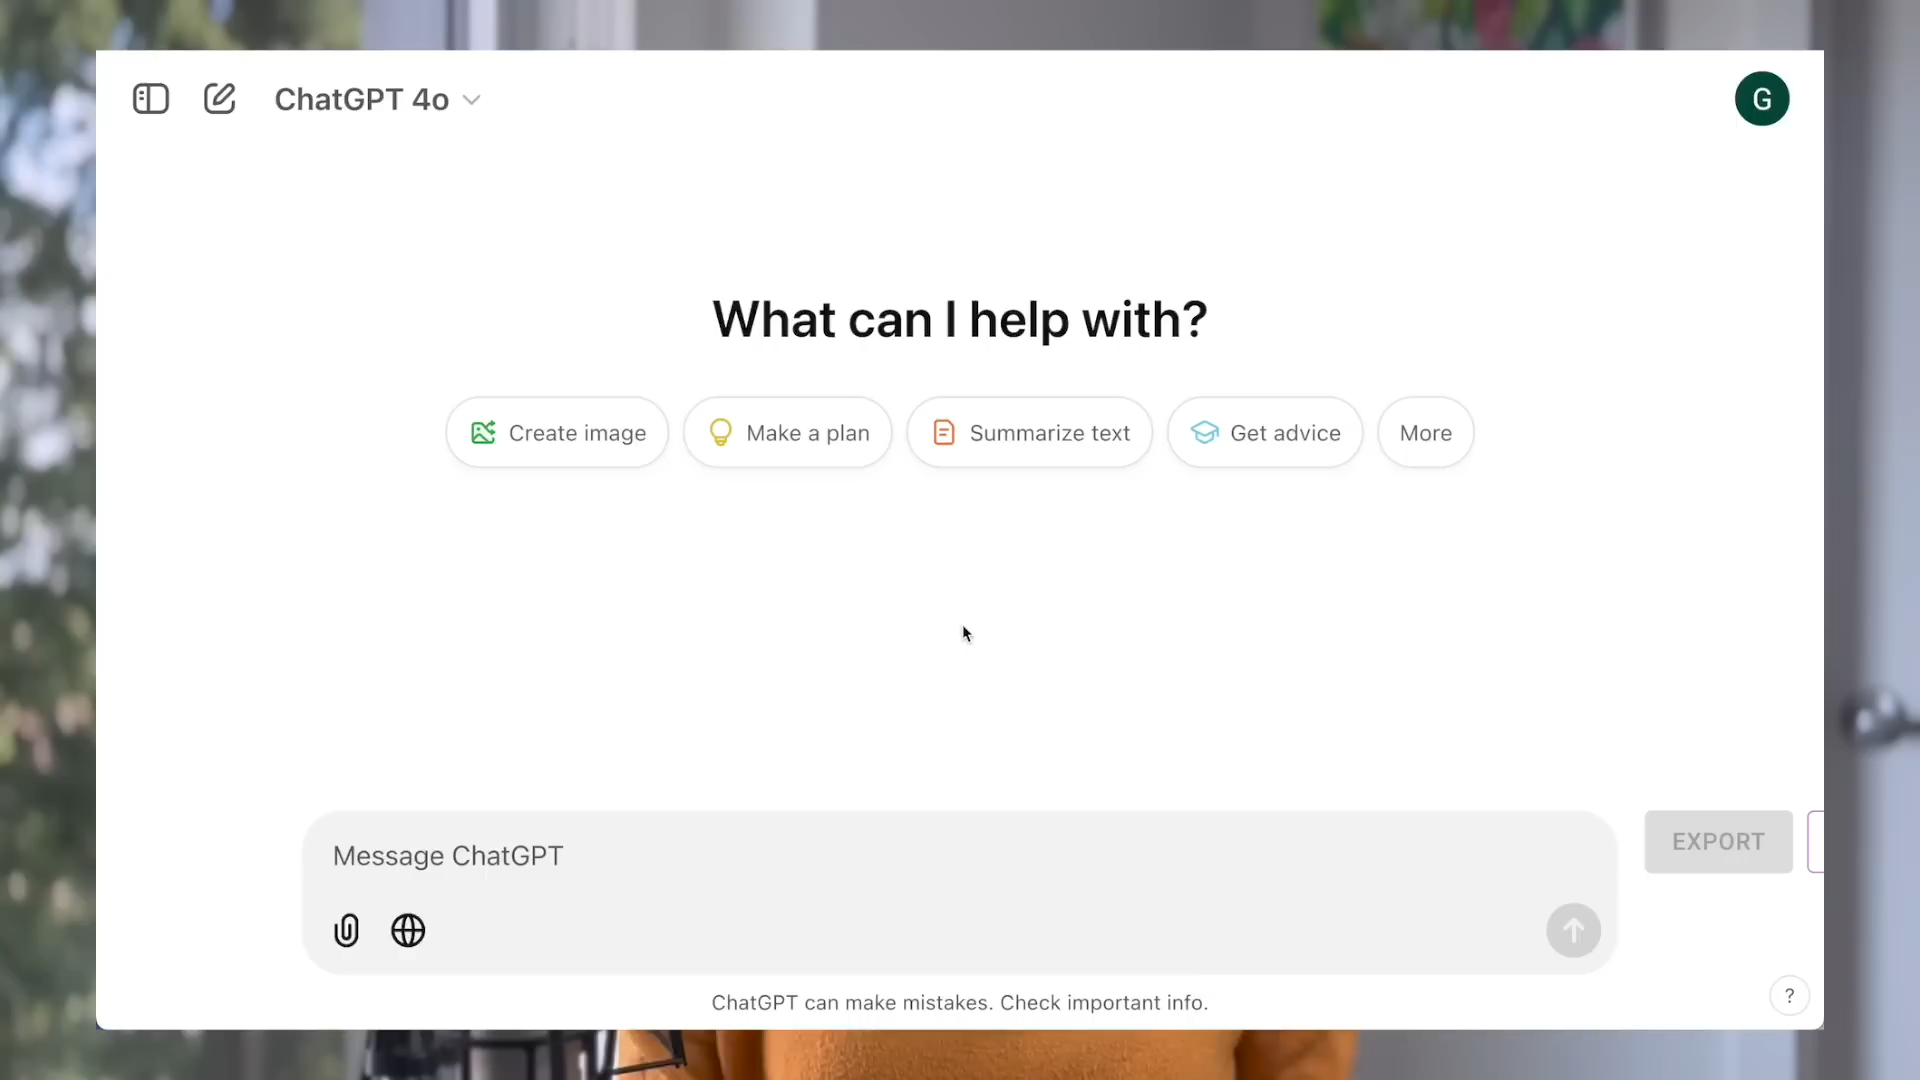 ChatGPT 4o
G
What can I help with?
Create image
Make a plan
Summarize text
Get advice
More
Message ChatGPT
EXPORT
ChatGPT can make mistakes. Check important info.
?